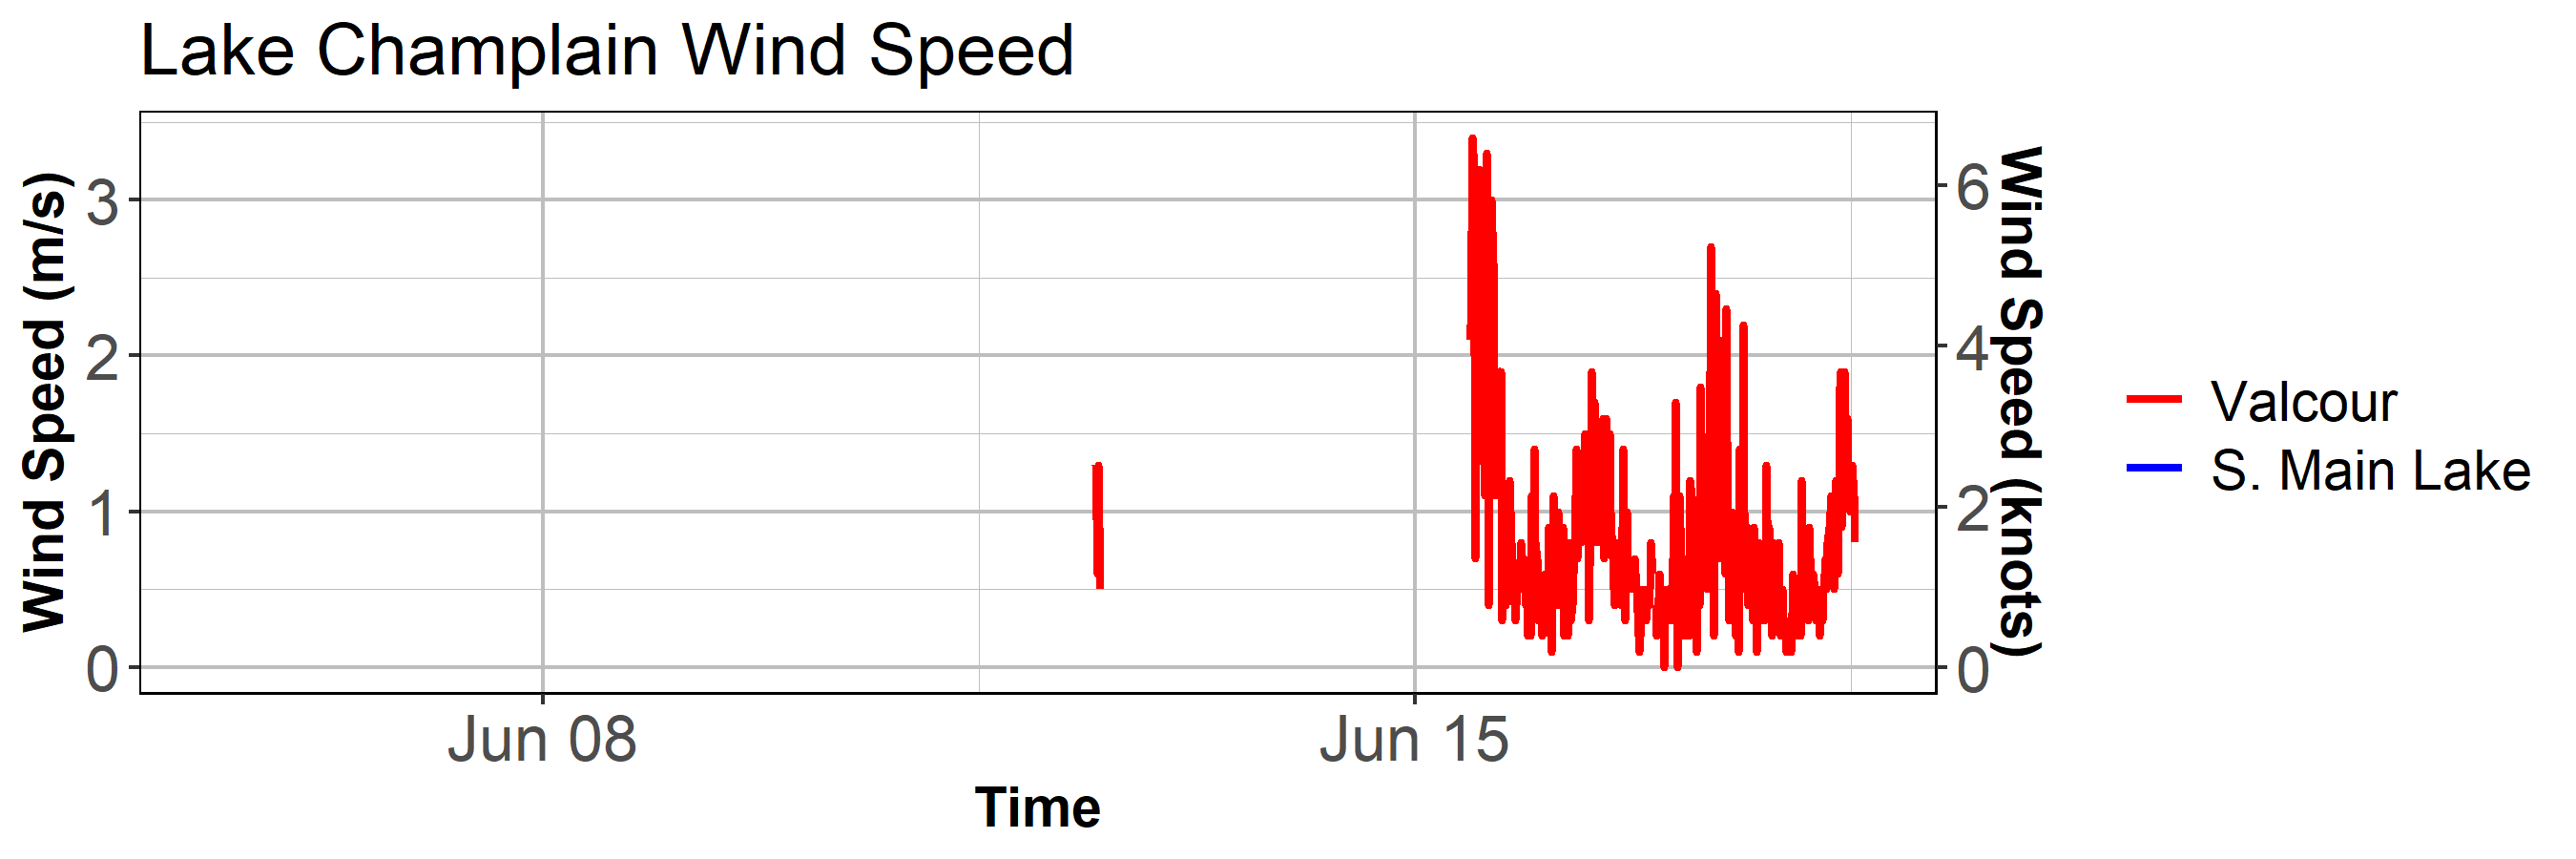 Lake Champlain Wind Speed
Wind Speed (m/s)
3
2
1
0
6
4
2
0
Wind Speed (knots)
Jun 08
Jun 15
Time
Valcour
S. Main Lake